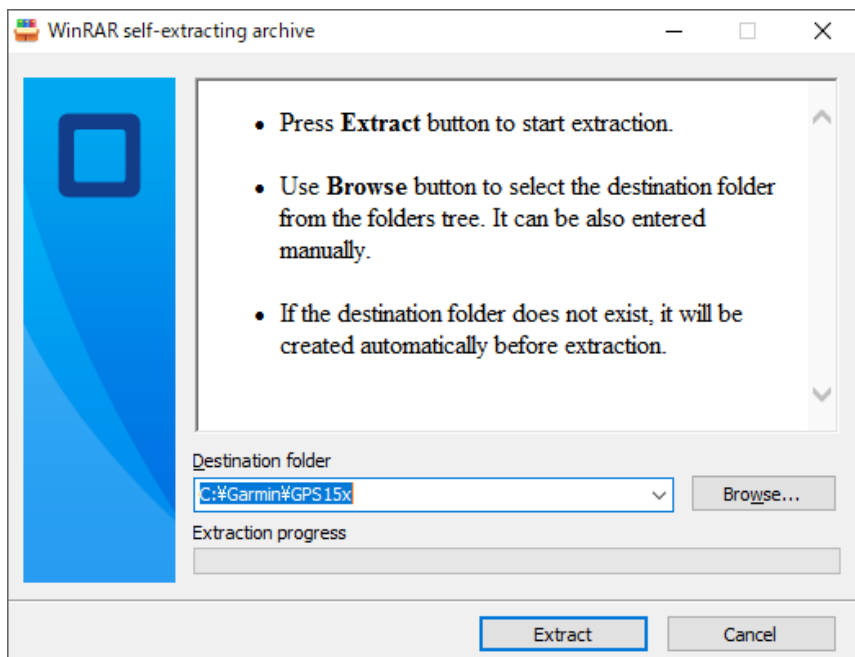 WinRAR self-extracting archive
• Press Extract button to start extraction.
• Use Browse button to select the destination folder
from the folders tree. It can be also entered
manually.
• If the destination folder does not exist, it will be
created automatically before extraction.
Destination folder
C:¥Garmin¥GPS15x
Browse...
Extraction progress
Extract
Cancel